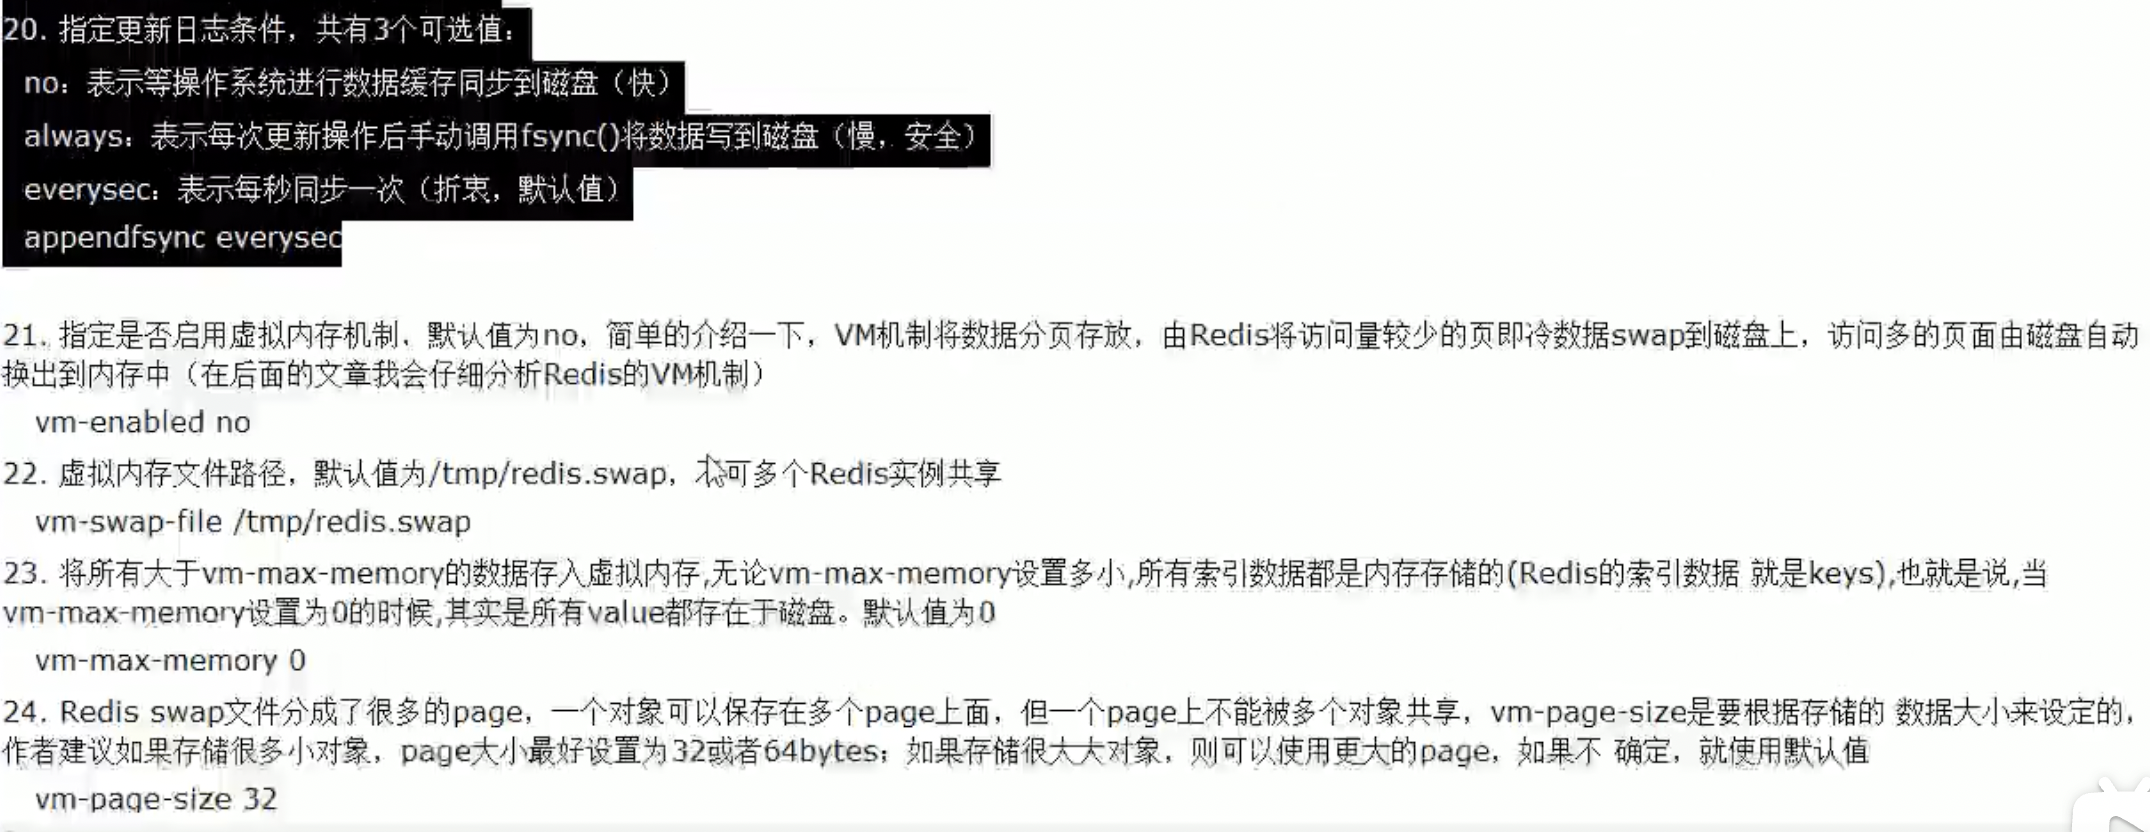 20. 指定更新日志条件，共有3个可选值：
no：表示等操作系统进行数据缓存同步到磁盘（快）
always：表示每次更新操作后手动调用fsync()将数据写到磁盘（慢，安全）
everysec：表示每秒同步一次（折衷，默认值）
appendfsync everysec
21. 指定是否启用虚拟内存机制，默认值为no，简单的介绍一下，VM机制将数据分页存放，由Redis将访问量较少的页即冷数据swap到磁盘上，访问多的页面由磁盘自动
换出到内存中（在后面的文章我会仔细分析Redis的VM机制）
vm-enabled no
22. 虚拟内存文件路径，默认值为/tmp/redis.swap，不可多个Redis实例共享
vm-swap-file /tmp/redis.swap
23. 将所有大于vm-max-memory的数据存入虚拟内存,无论vm-max-memory设置多小,所有索引数据都是内存存储的(Redis的索引数据 就是keys),也就是说,当
vm-max-memory设置为0的时候,其实是所有value都存在于磁盘。默认值为0
vm-max-memory 0
24. Redis swap文件分成了很多的page，一个对象可以保存在多个page上面，但一个page上不能被多个对象共享，vm-page-size是要根据存储的 数据大小来设定的，
作者建议如果存储很多小对象，page大小最好设置为32或者64bytes；如果存储很大大对象，则可以使用更大的page，如果不 确定，就使用默认值
vm-page-size 32